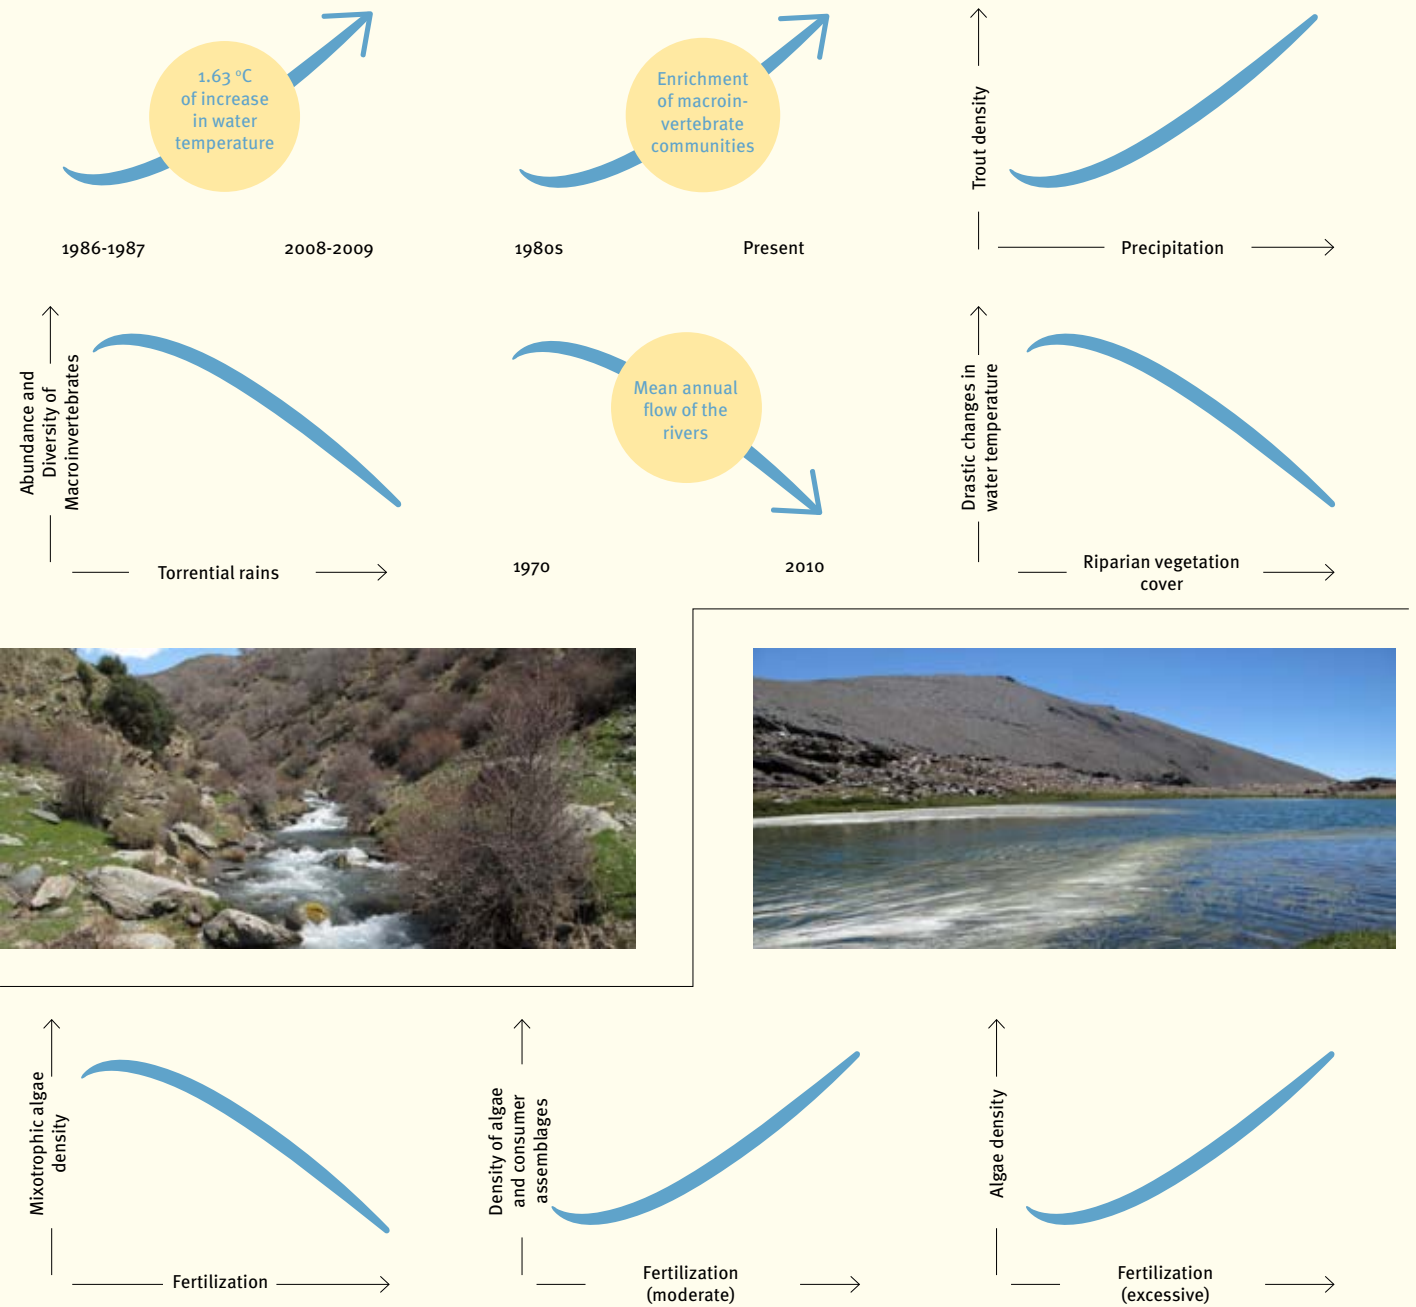 1.63 ºC
of increase
in water
temperature
1986-1987
2008-2009
Enrichment
of macroin-
vertebrate
communities
1980s
Present
Trout density
Precipitation
Abundance and
Diversity of
Macroinvertebrates
Torrential rains
Mean annual
flow of the
rivers
1970
2010
Drastic changes in
water temperature
Riparian vegetation
cover
Mixotrophic algae
density
Fertilization
Density of algae
and consumer
assemblages
Fertilization
(moderate)
Algae density
Fertilization
(excessive)